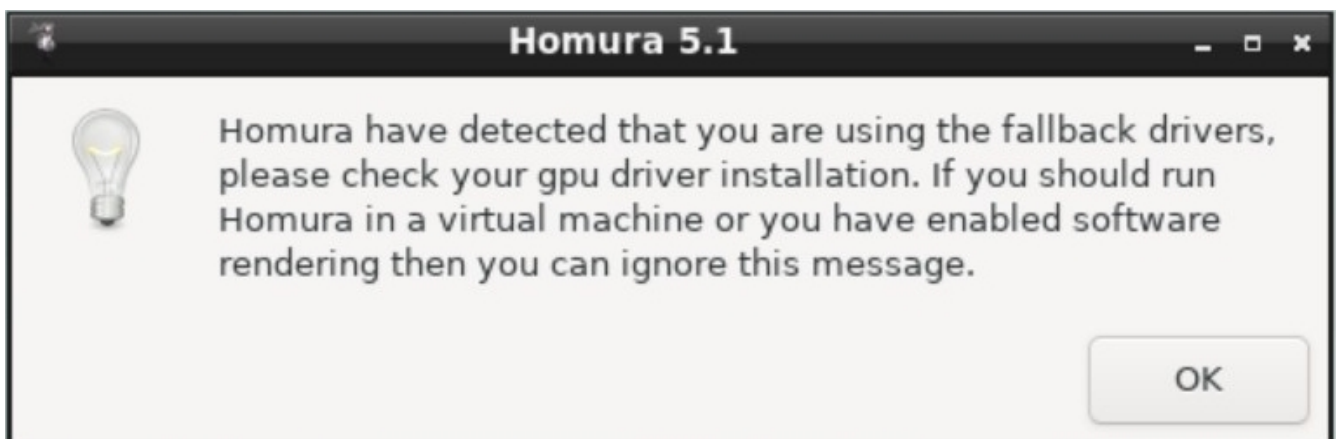 Homura 5.1
Homura have detected that you are using the fallback drivers,
please check your gpu driver installation. If you should run
Homura in a virtual machine or you have enabled software
rendering then you can ignore this message.
OK